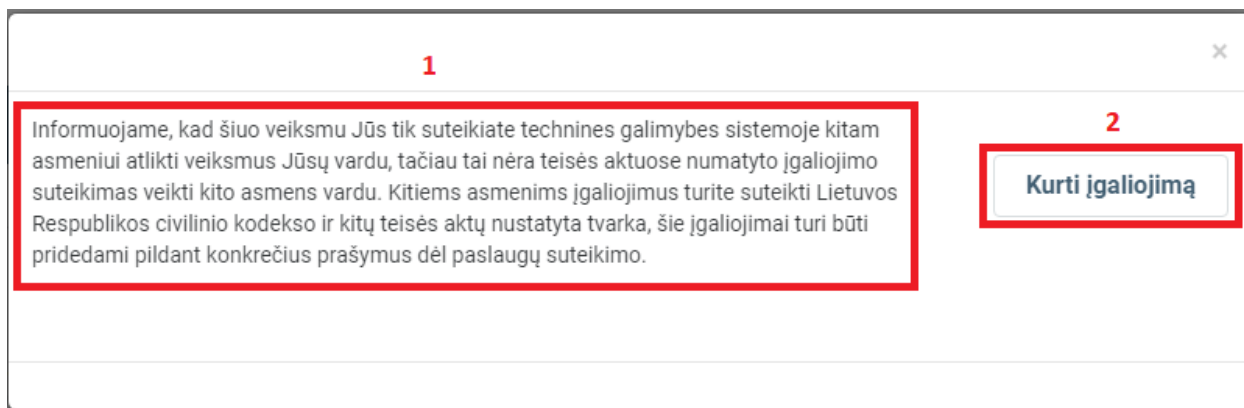 1
×
Informuojame, kad šiuo veiksmu Jūs tik suteikiate technines galimybes sistemoje kitam
asmeniui atlikti veiksmus Jūsų vardu, tačiau tai nėra teisės aktuose numatyto įgaliojimo
suteikimas veikti kito asmens vardu. Kitiems asmenims įgaliojimus turite suteikti Lietuvos
Respublikos civilinio kodekso ir kitų teisės aktų nustatyta tvarka, šie įgaliojimai turi būti
pridedami pildant konkrečius prašymus dėl paslaugų suteikimo.
2
Kurti įgaliojimą